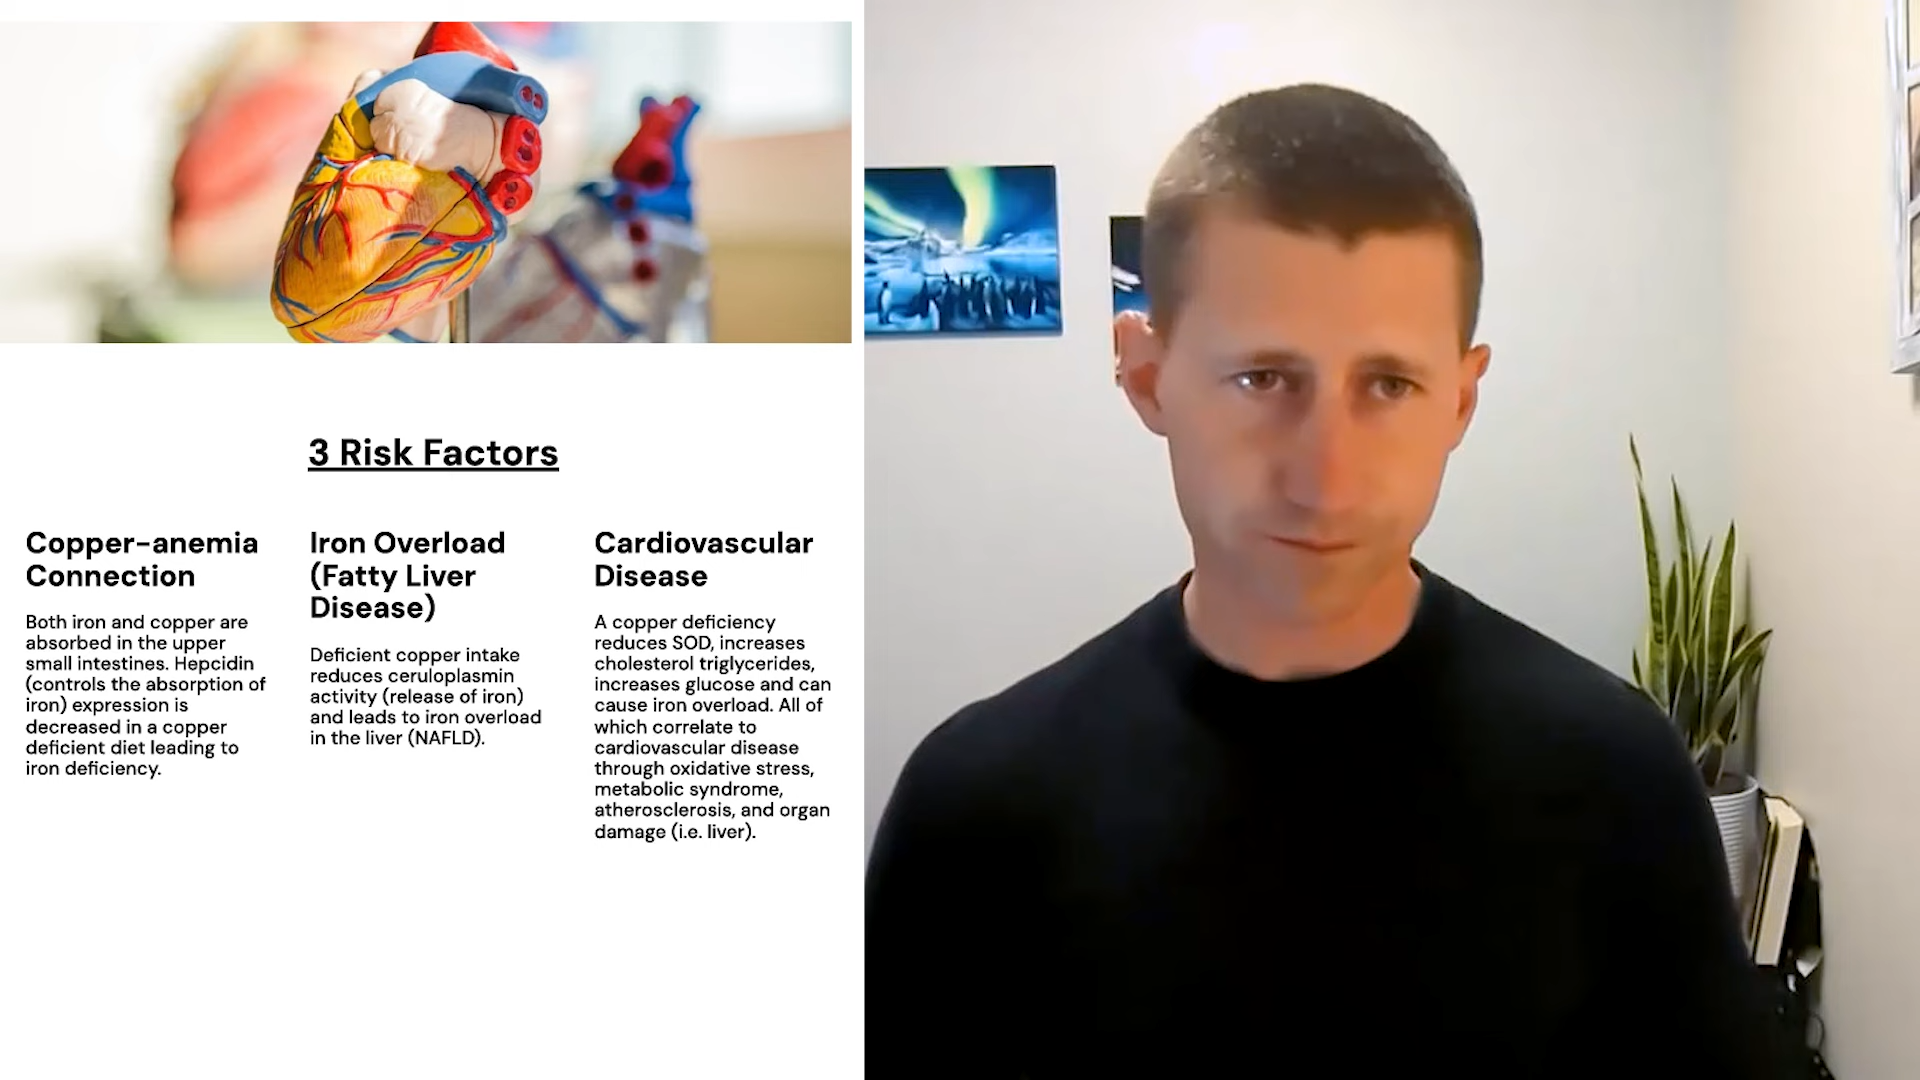 3 Risk Factors
Copper-anemia
Connection
Both iron and copper are
absorbed in the upper
small intestines. Hepcidin
(controls the absorption of
iron) expression is
decreased in a copper
deficient diet leading to
iron deficiency.
Iron Overload
(Fatty Liver
Disease)
Deficient copper intake
reduces ceruloplasmin
activity (release of iron)
and leads to iron overload
in the liver (NAFLD).
Cardiovascular
Disease
A copper deficiency
reduces SOD, increases
cholesterol triglycerides,
increases glucose and can
cause iron overload. All of
which correlate to
cardiovascular disease
through oxidative stress,
metabolic syndrome,
atherosclerosis, and organ
damage (i.e. liver).